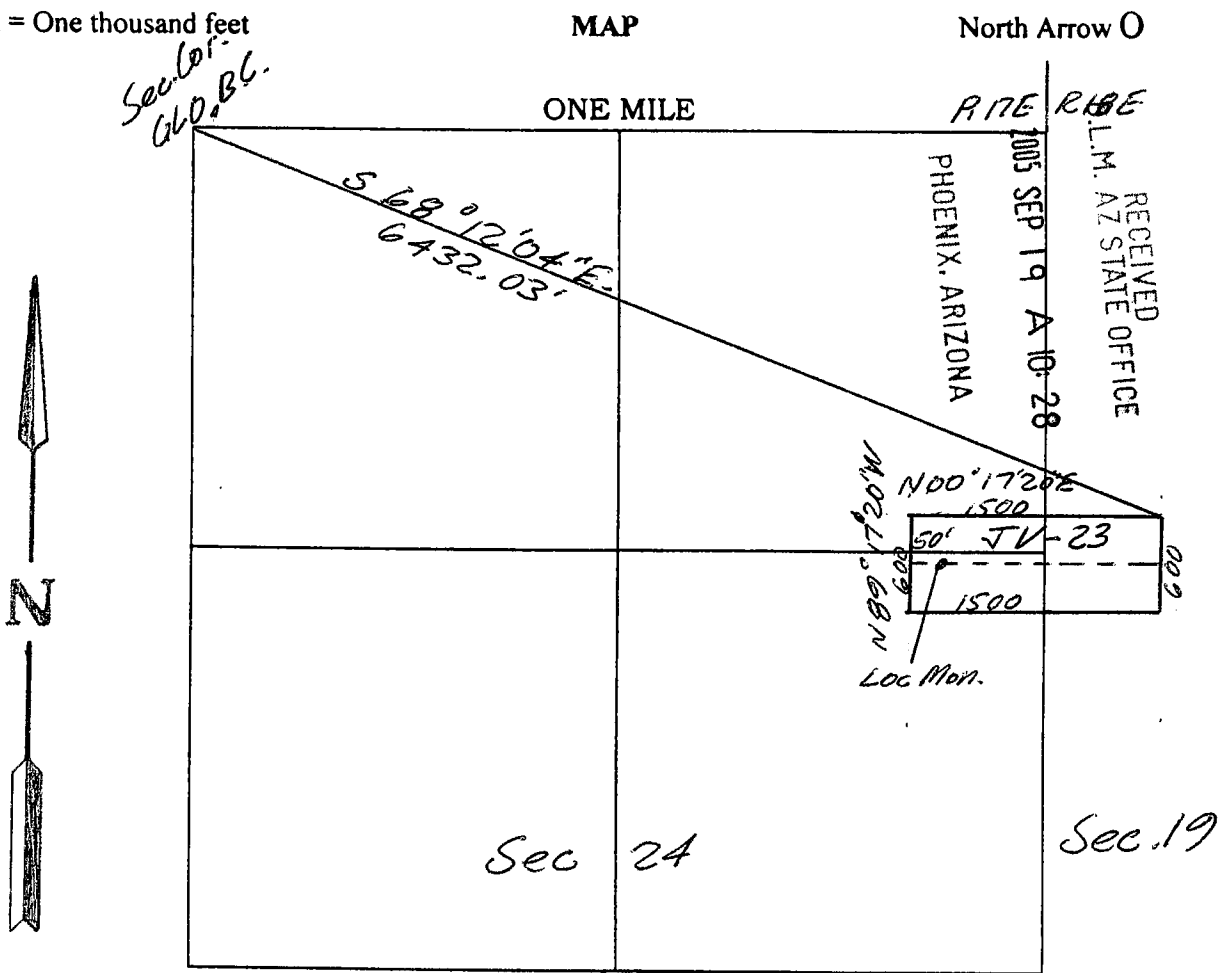 = One thousand feet
MAP
North Arrow O
Sec. Cor.
GLO. BC.
ONE MILE
R17E R18E
RECEIVED
B.L.M. AZ STATE OFFICE
2005 SEP 19 A 10:28
PHOENIX, ARIZONA
S 68°12'04"E.
6432.03'
N00°17'20"E
1500
N89°17'20"W
50' JV-23
600
600
1500
Loc Mon.
N
Sec 24
Sec. 19